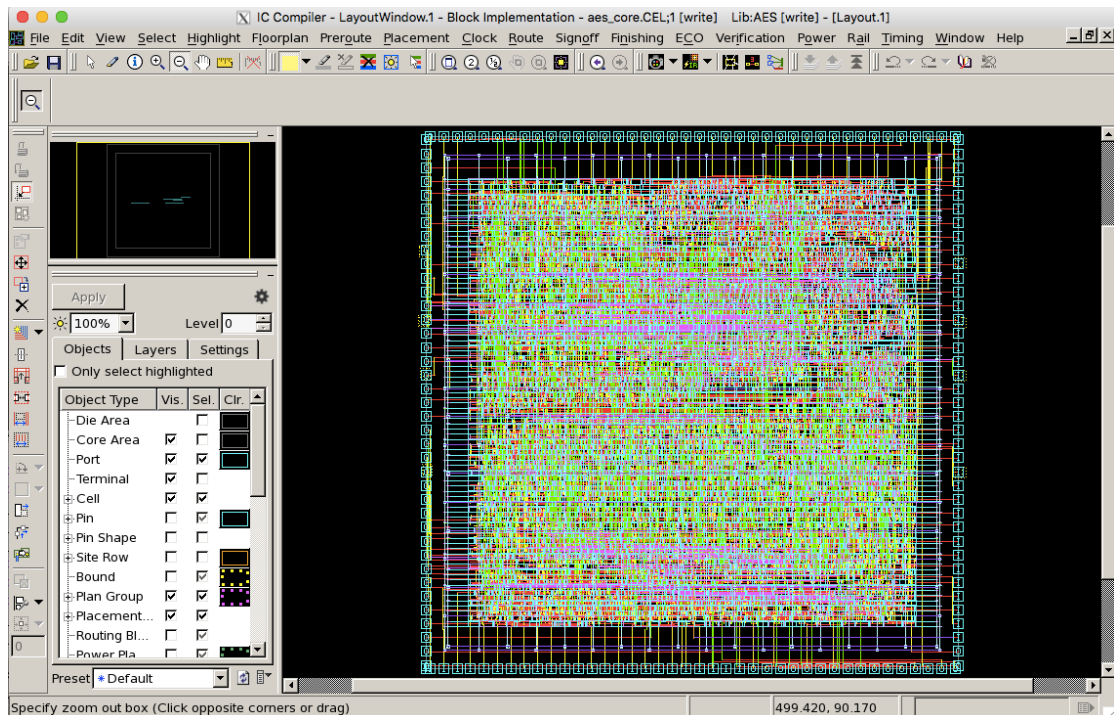 IC Compiler - LayoutWindow.1 - Block Implementation - aes_core.CEL;1 [write] Lib:AES [write] - [Layout.1]
File Edit View Select Highlight Floorplan Preroute Placement Clock Route Signoff Finishing ECO Verification Power Rail Timing Window Help
Apply
100% Level 0
Objects Layers Settings
Only select highlighted
Object Type Vis. Sel. Clr.
Die Area
Core Area
Port
Terminal
Cell
Pin
Pin Shape
Site Row
Bound
Plan Group
Placement...
Routing Bl...
Power Pla...
0
Preset *Default
Specify zoom out box (Click opposite corners or drag) 499.420, 90.170